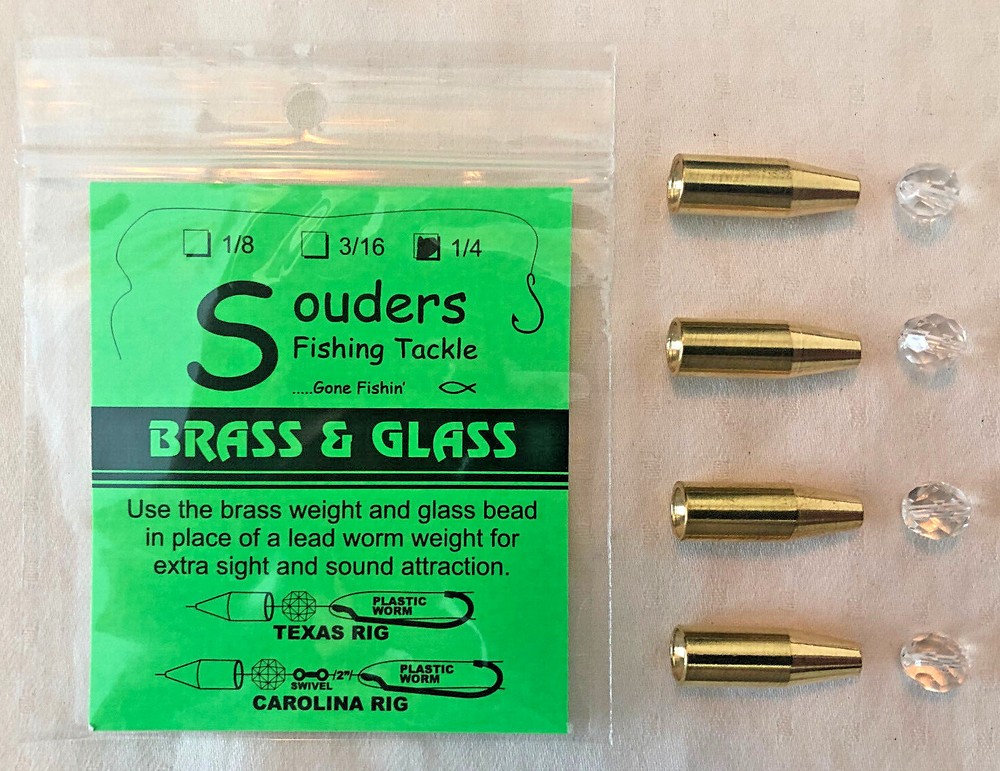 1/8 3/16 1/4
Souders
Fishing Tackle
.....Gone Fishin'
BRASS & GLASS
Use the brass weight and glass bead
in place of a lead worm weight for
extra sight and sound attraction.
PLASTIC
WORM
TEXAS RIG
SWIVEL /2"/ PLASTIC
WORM
CAROLINA RIG